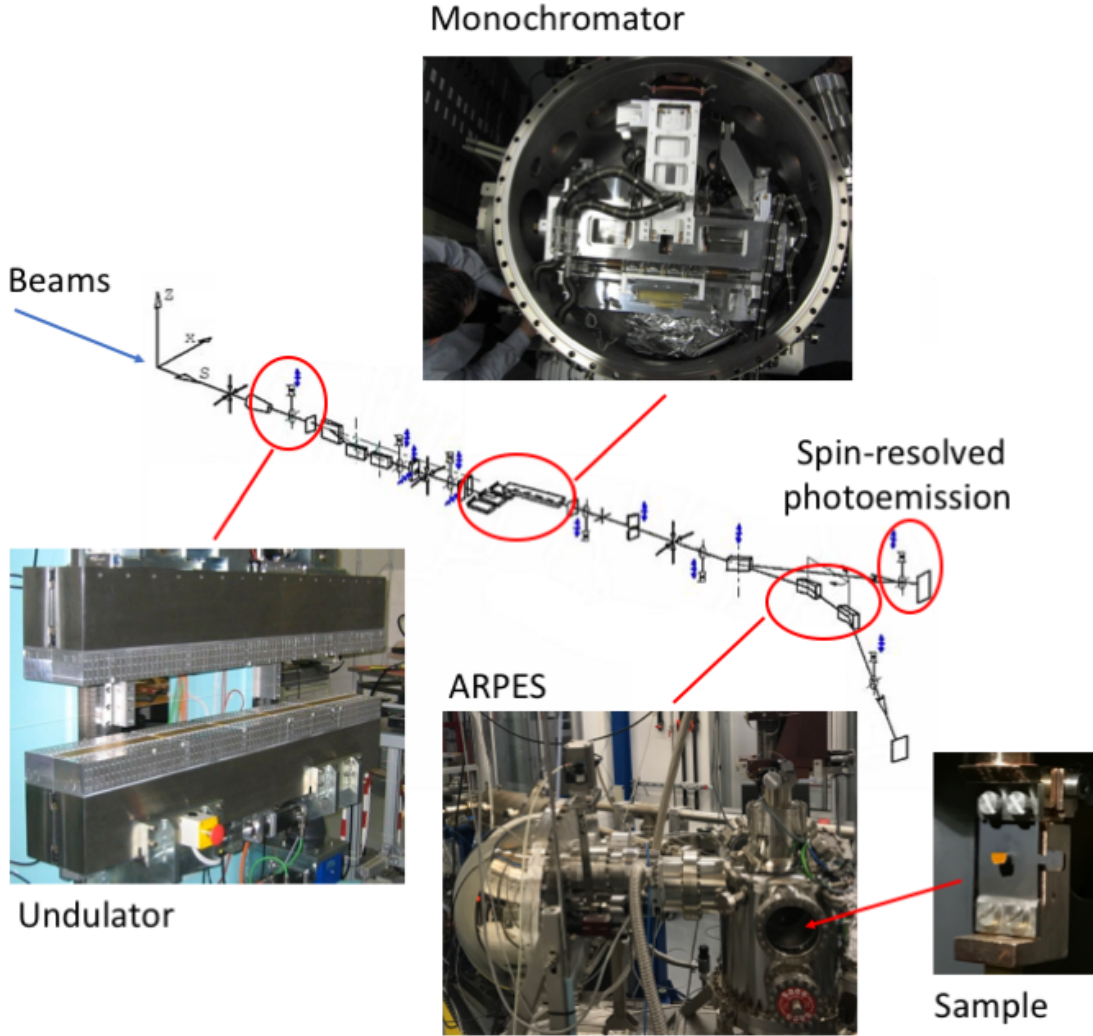 Monochromator
Beams
Z
X
S
Spin-resolved
photoemission
ARPES
Undulator
Sample